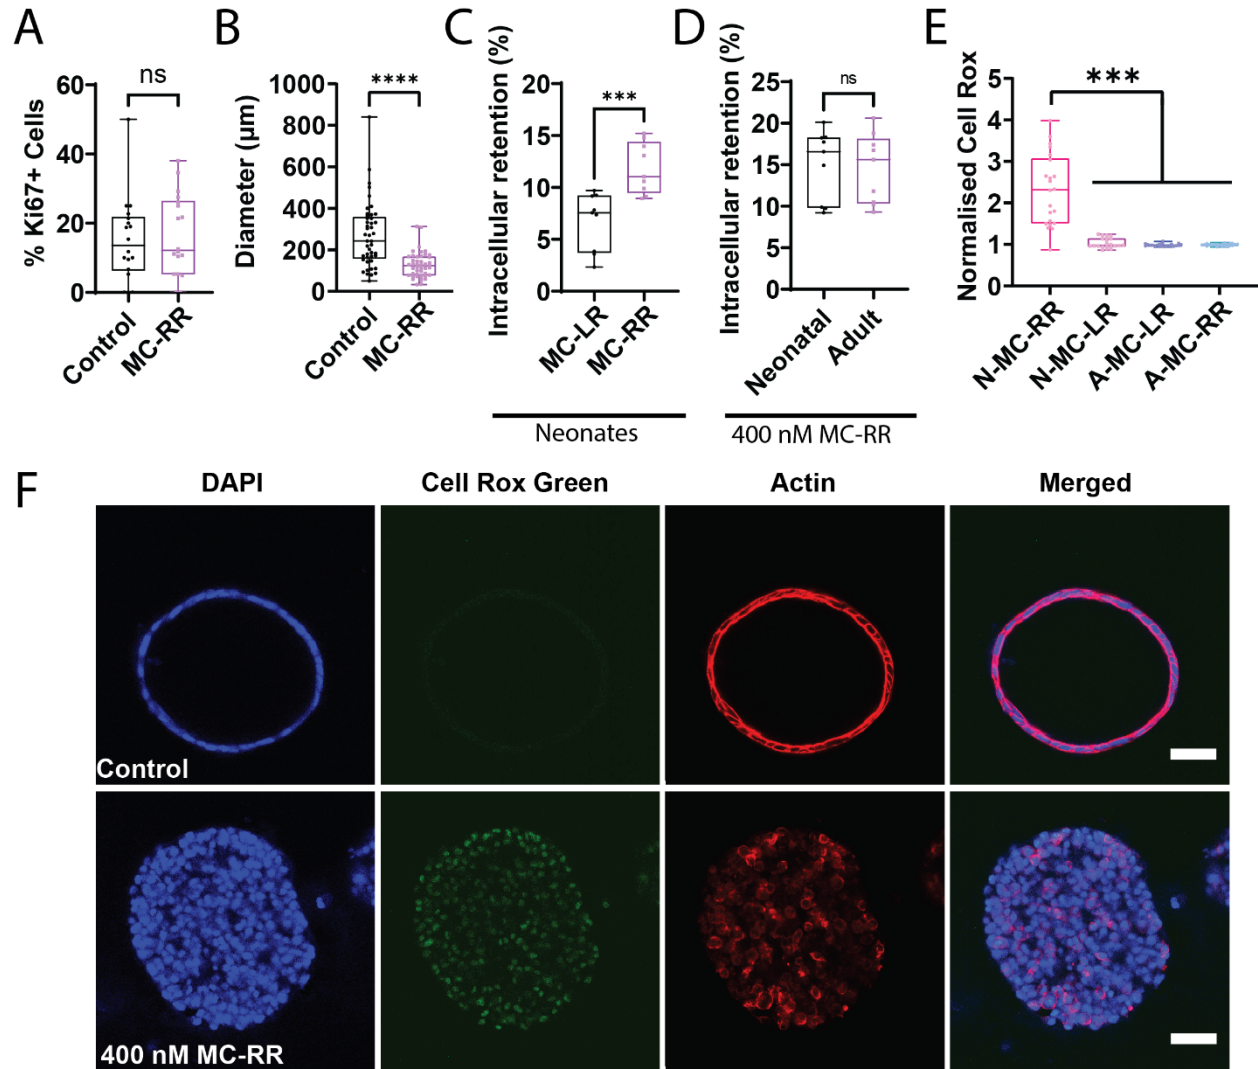 A
% Ki67+ Cells
60
40
20
0
ns
Control
MC-RR
B
Diameter (µm)
1000
800
600
400
200
0
****
Control
MC-RR
C
Intracellular retention (%)
20
15
10
5
0
***
MC-LR
MC-RR
Neonates
D
Intracellular retention (%)
25
20
15
10
5
0
ns
Neonatal
Adult
400 nM MC-RR
E
Normalised Cell Rox
5
4
3
2
1
0
***
N-MC-RR
N-MC-LR
A-MC-LR
A-MC-RR
F
DAPI
Cell Rox Green
Actin
Merged
Control
400 nM MC-RR